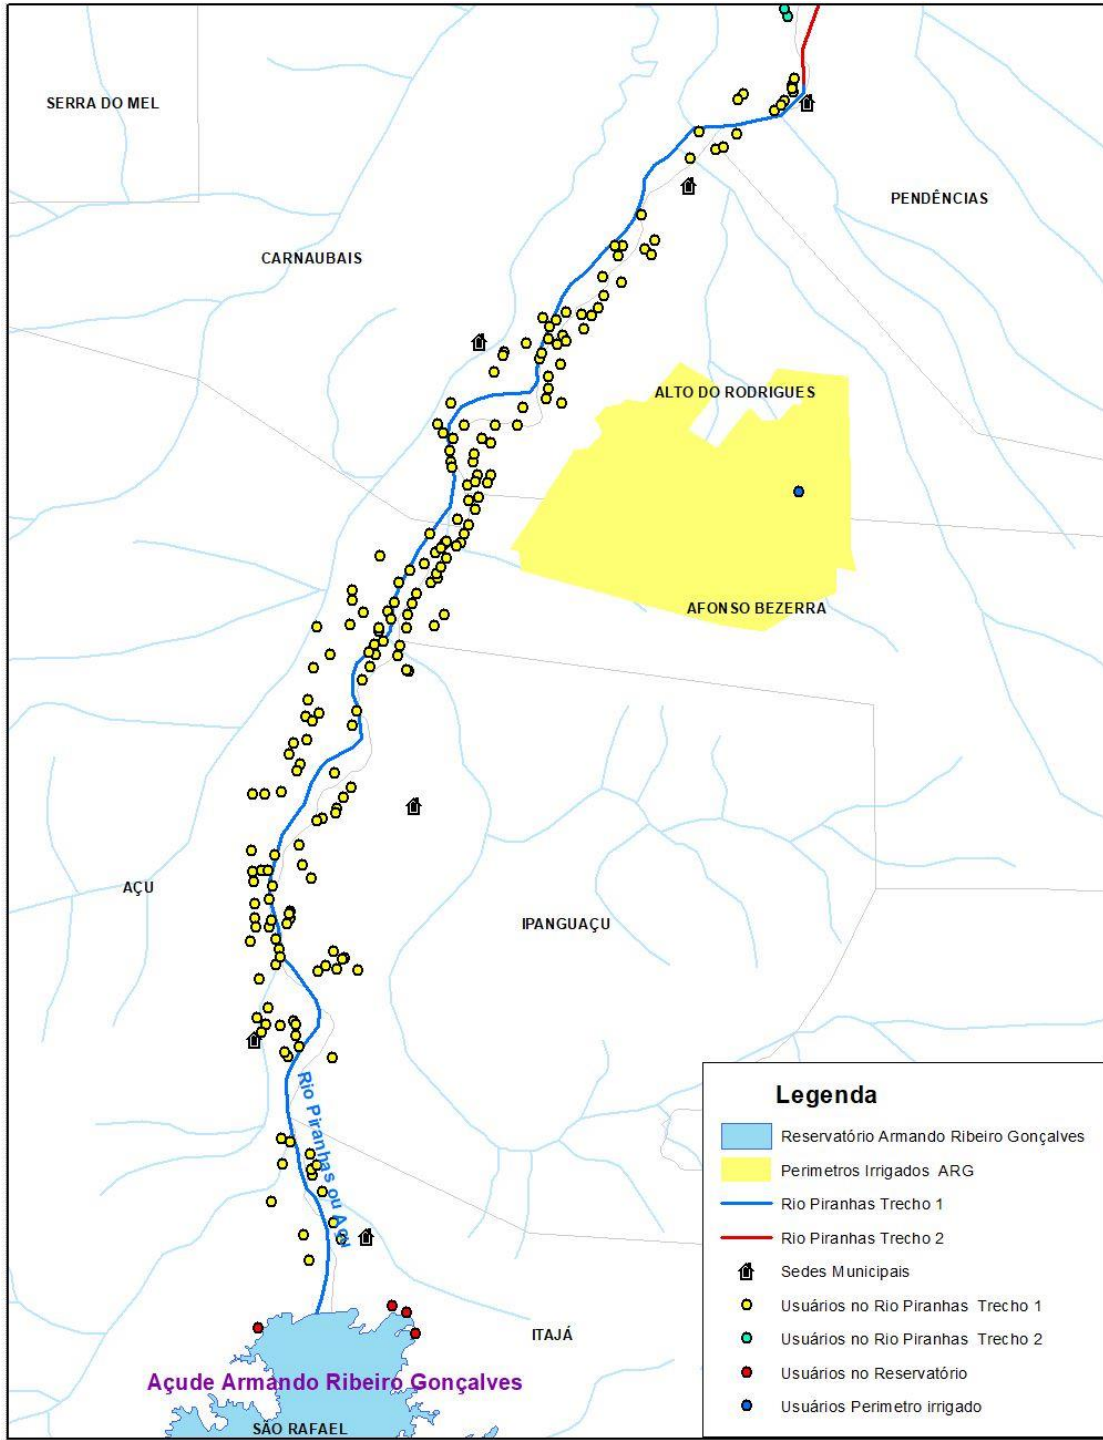 SERRA DO MEL
PENDÊNCIAS
CARNAUBAIS
ALTO DO RODRIGUES
AFONSO BEZERRA
AÇU
IPANGUAÇU
Rio Piranhas ou Açu
ITAJÁ
Açude Armando Ribeiro Gonçalves
SÃO RAFAEL
Legenda
Reservatório Armando Ribeiro Gonçalves
Perimetros Irrigados ARG
Rio Piranhas Trecho 1
Rio Piranhas Trecho 2
Sedes Municipais
Usuários no Rio Piranhas Trecho 1
Usuários no Rio Piranhas Trecho 2
Usuários no Reservatório
Usuários Perimetro irrigado